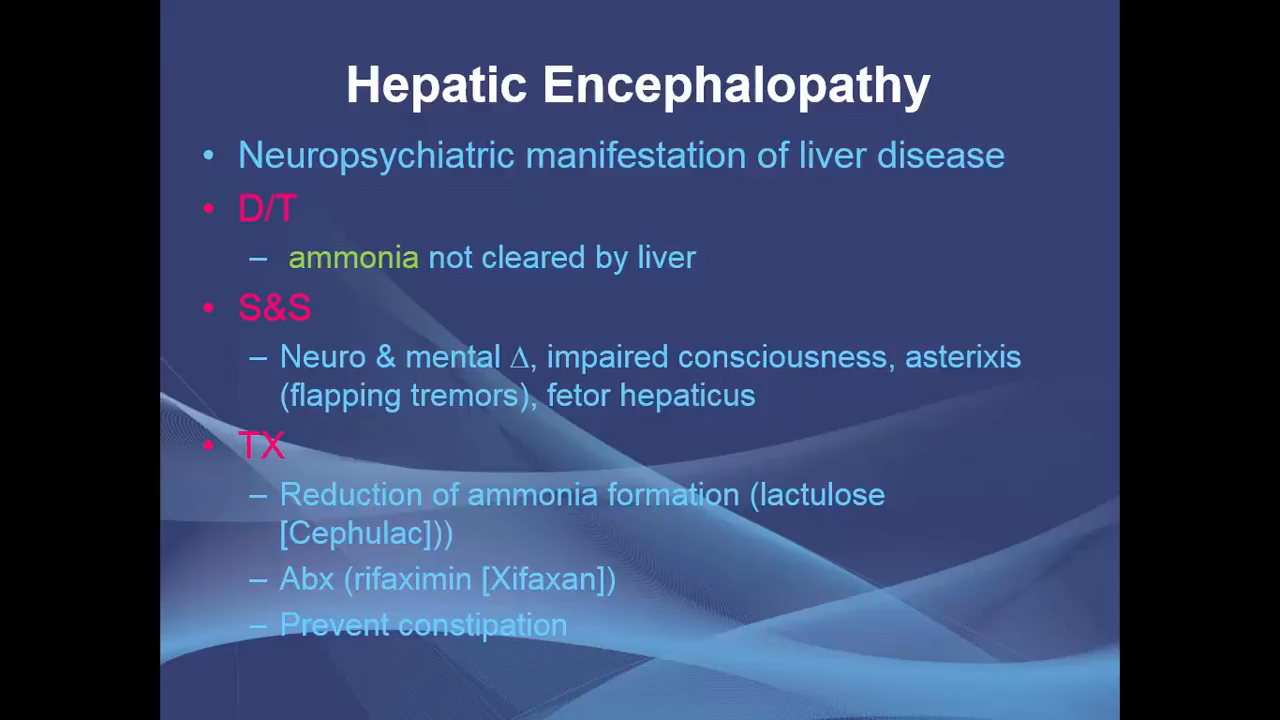 Hepatic Encephalopathy
• Neuropsychiatric manifestation of liver disease
• D/T
– ammonia not cleared by liver
• S&S
– Neuro & mental ∆, impaired consciousness, asterixis
(flapping tremors), fetor hepaticus
• TX
– Reduction of ammonia formation (lactulose
[Cephulac]))
– Abx (rifaximin [Xifaxan])
– Prevent constipation